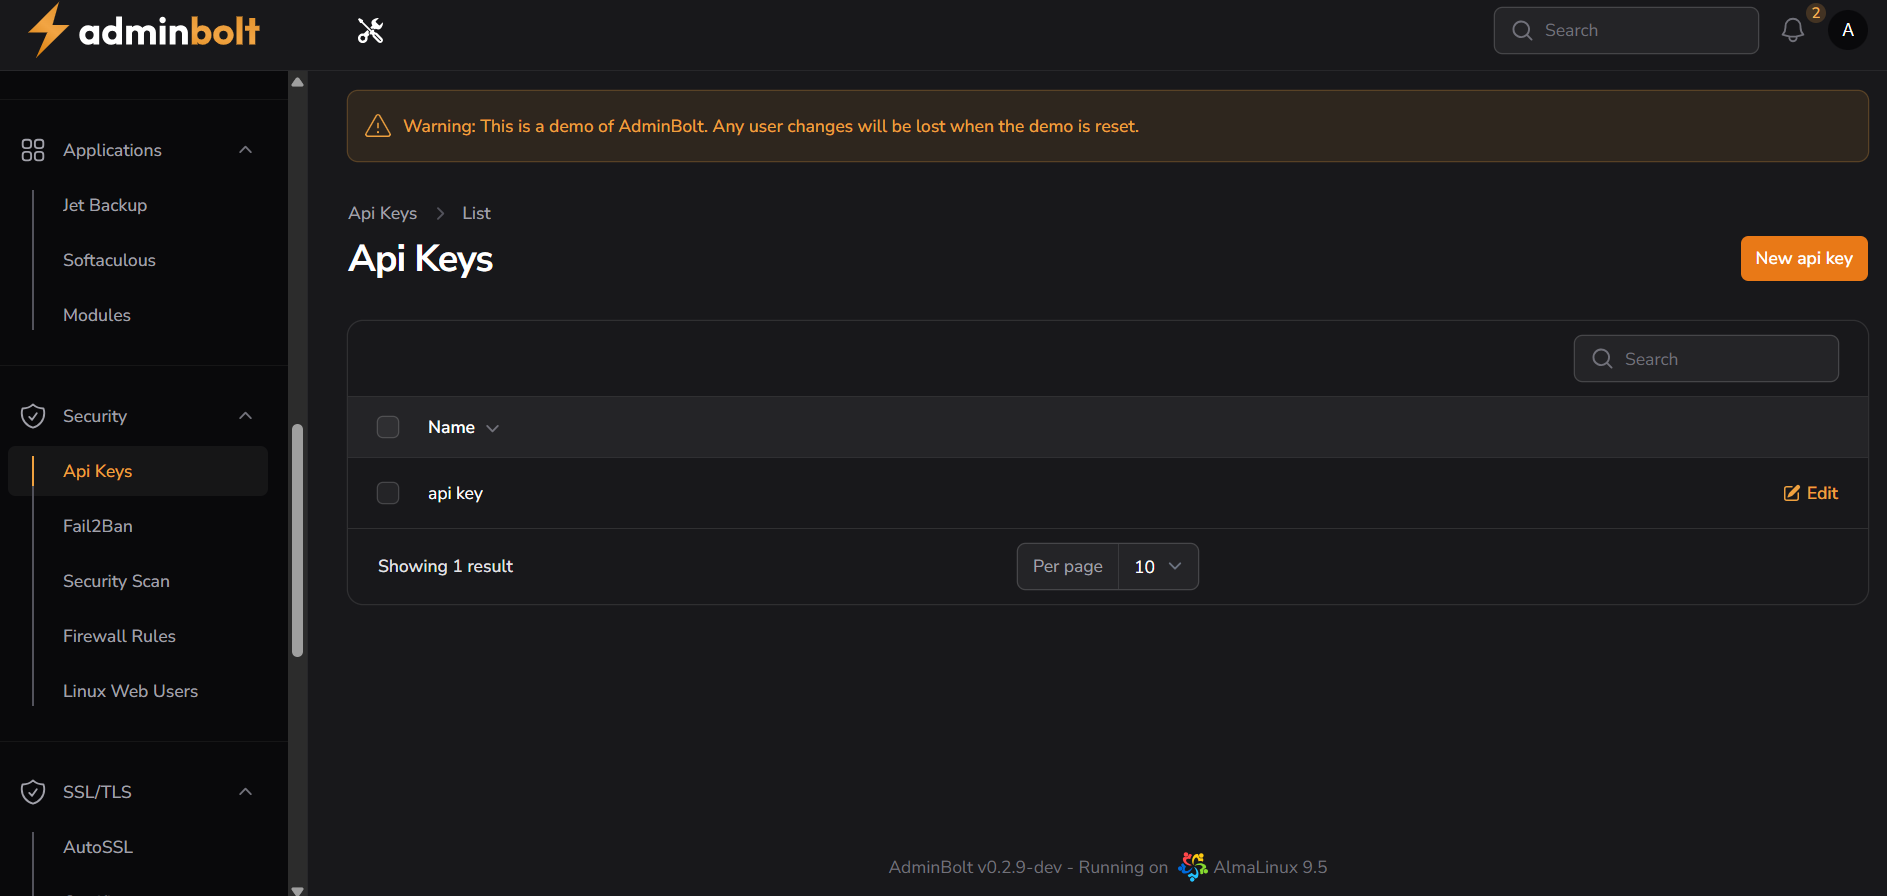 adminbolt
Search
2
A
Applications
Jet Backup
Softaculous
Modules
Security
Api Keys
Fail2Ban
Security Scan
Firewall Rules
Linux Web Users
SSL/TLS
AutoSSL
Warning: This is a demo of AdminBolt. Any user changes will be lost when the demo is reset.
Api Keys > List
Api Keys
New api key
Search
Name
api key
Edit
Showing 1 result
Per page 10
AdminBolt v0.2.9-dev - Running on AlmaLinux 9.5